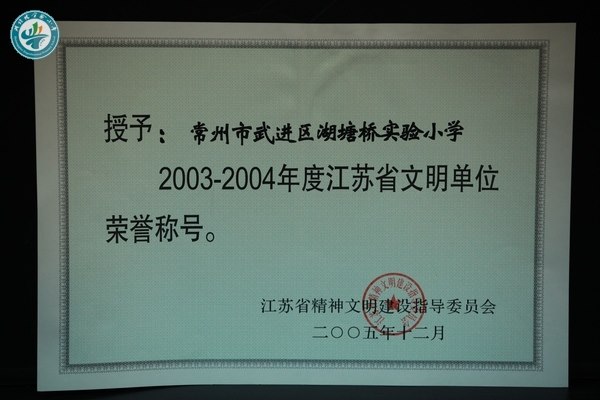 授予：常州市武进区湖塘桥实验小学
2003-2004年度江苏省文明单位
荣誉称号。
江苏省精神文明建设指导委员会
二〇〇五年十二月